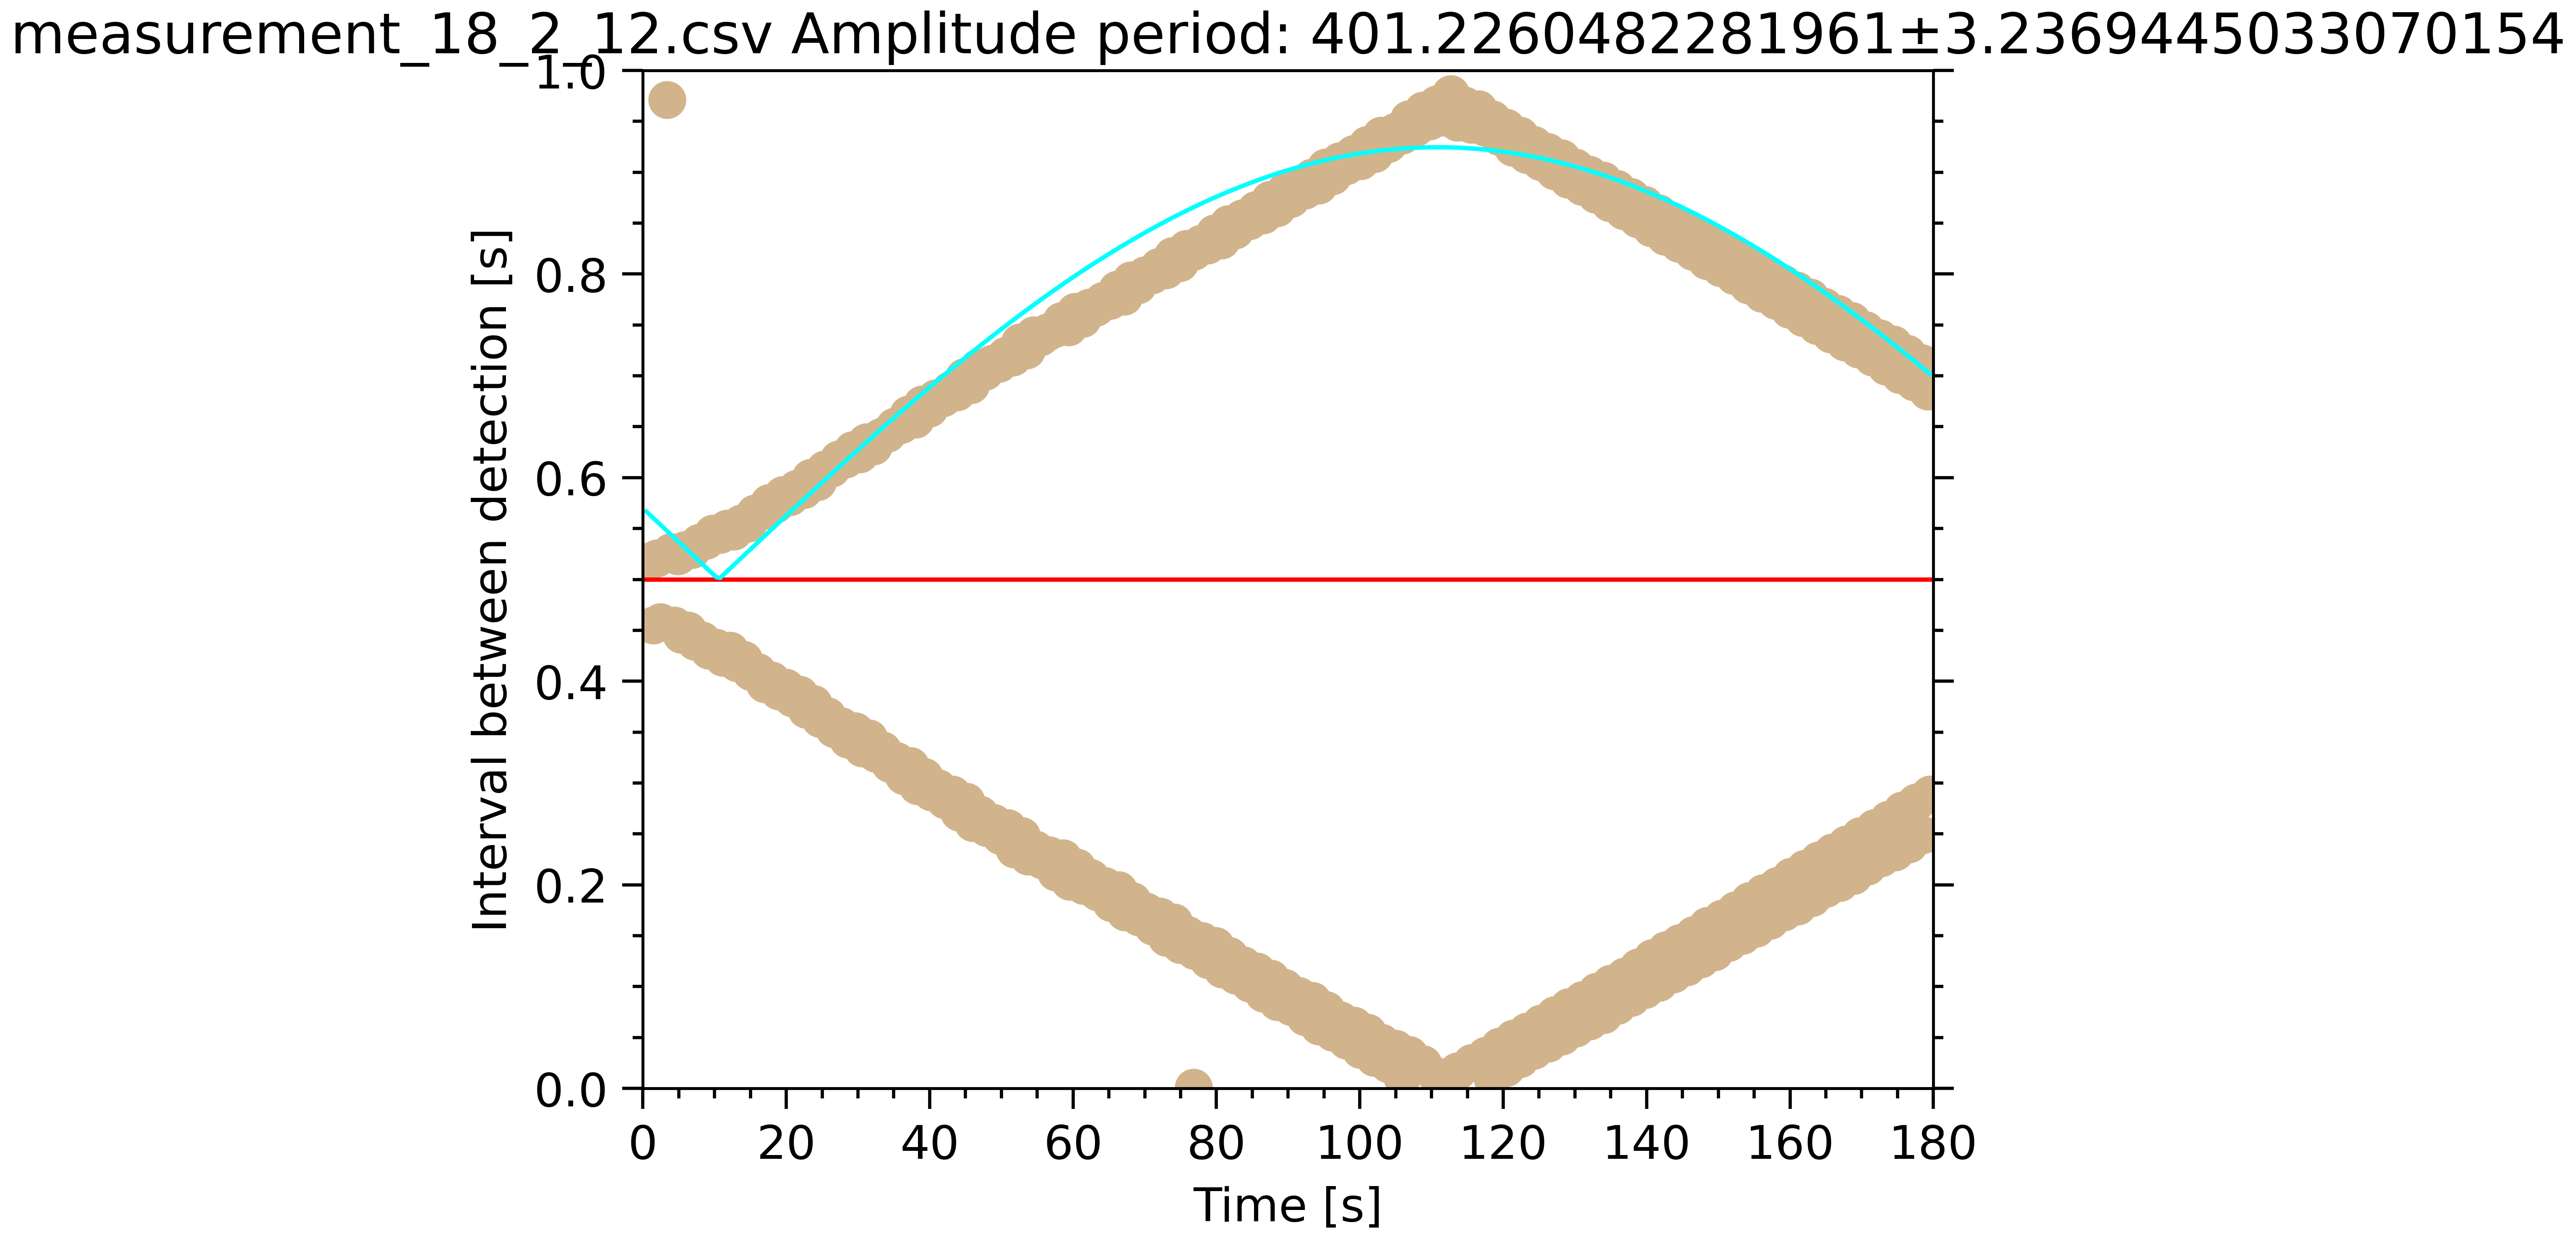 measurement_18_2_12.csv Amplitude period: 401.2260482281961±3.2369445033070154
1.0
0.8
0.6
0.4
0.2
0.0
Interval between detection [s]
0 20 40 60 80 100 120 140 160 180
Time [s]